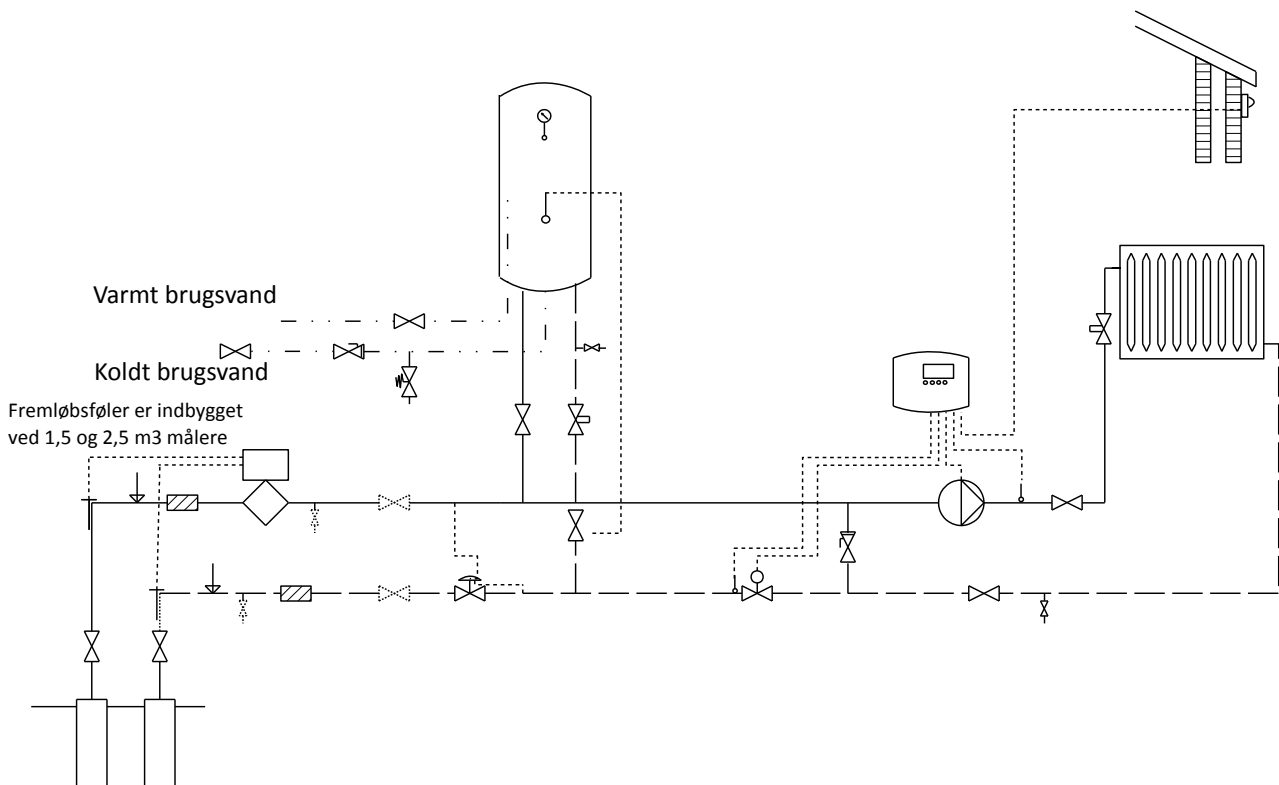 Varmt brugsvand
Koldt brugsvand
Fremløbsføler er indbygget
ved 1,5 og 2,5 m3 målere